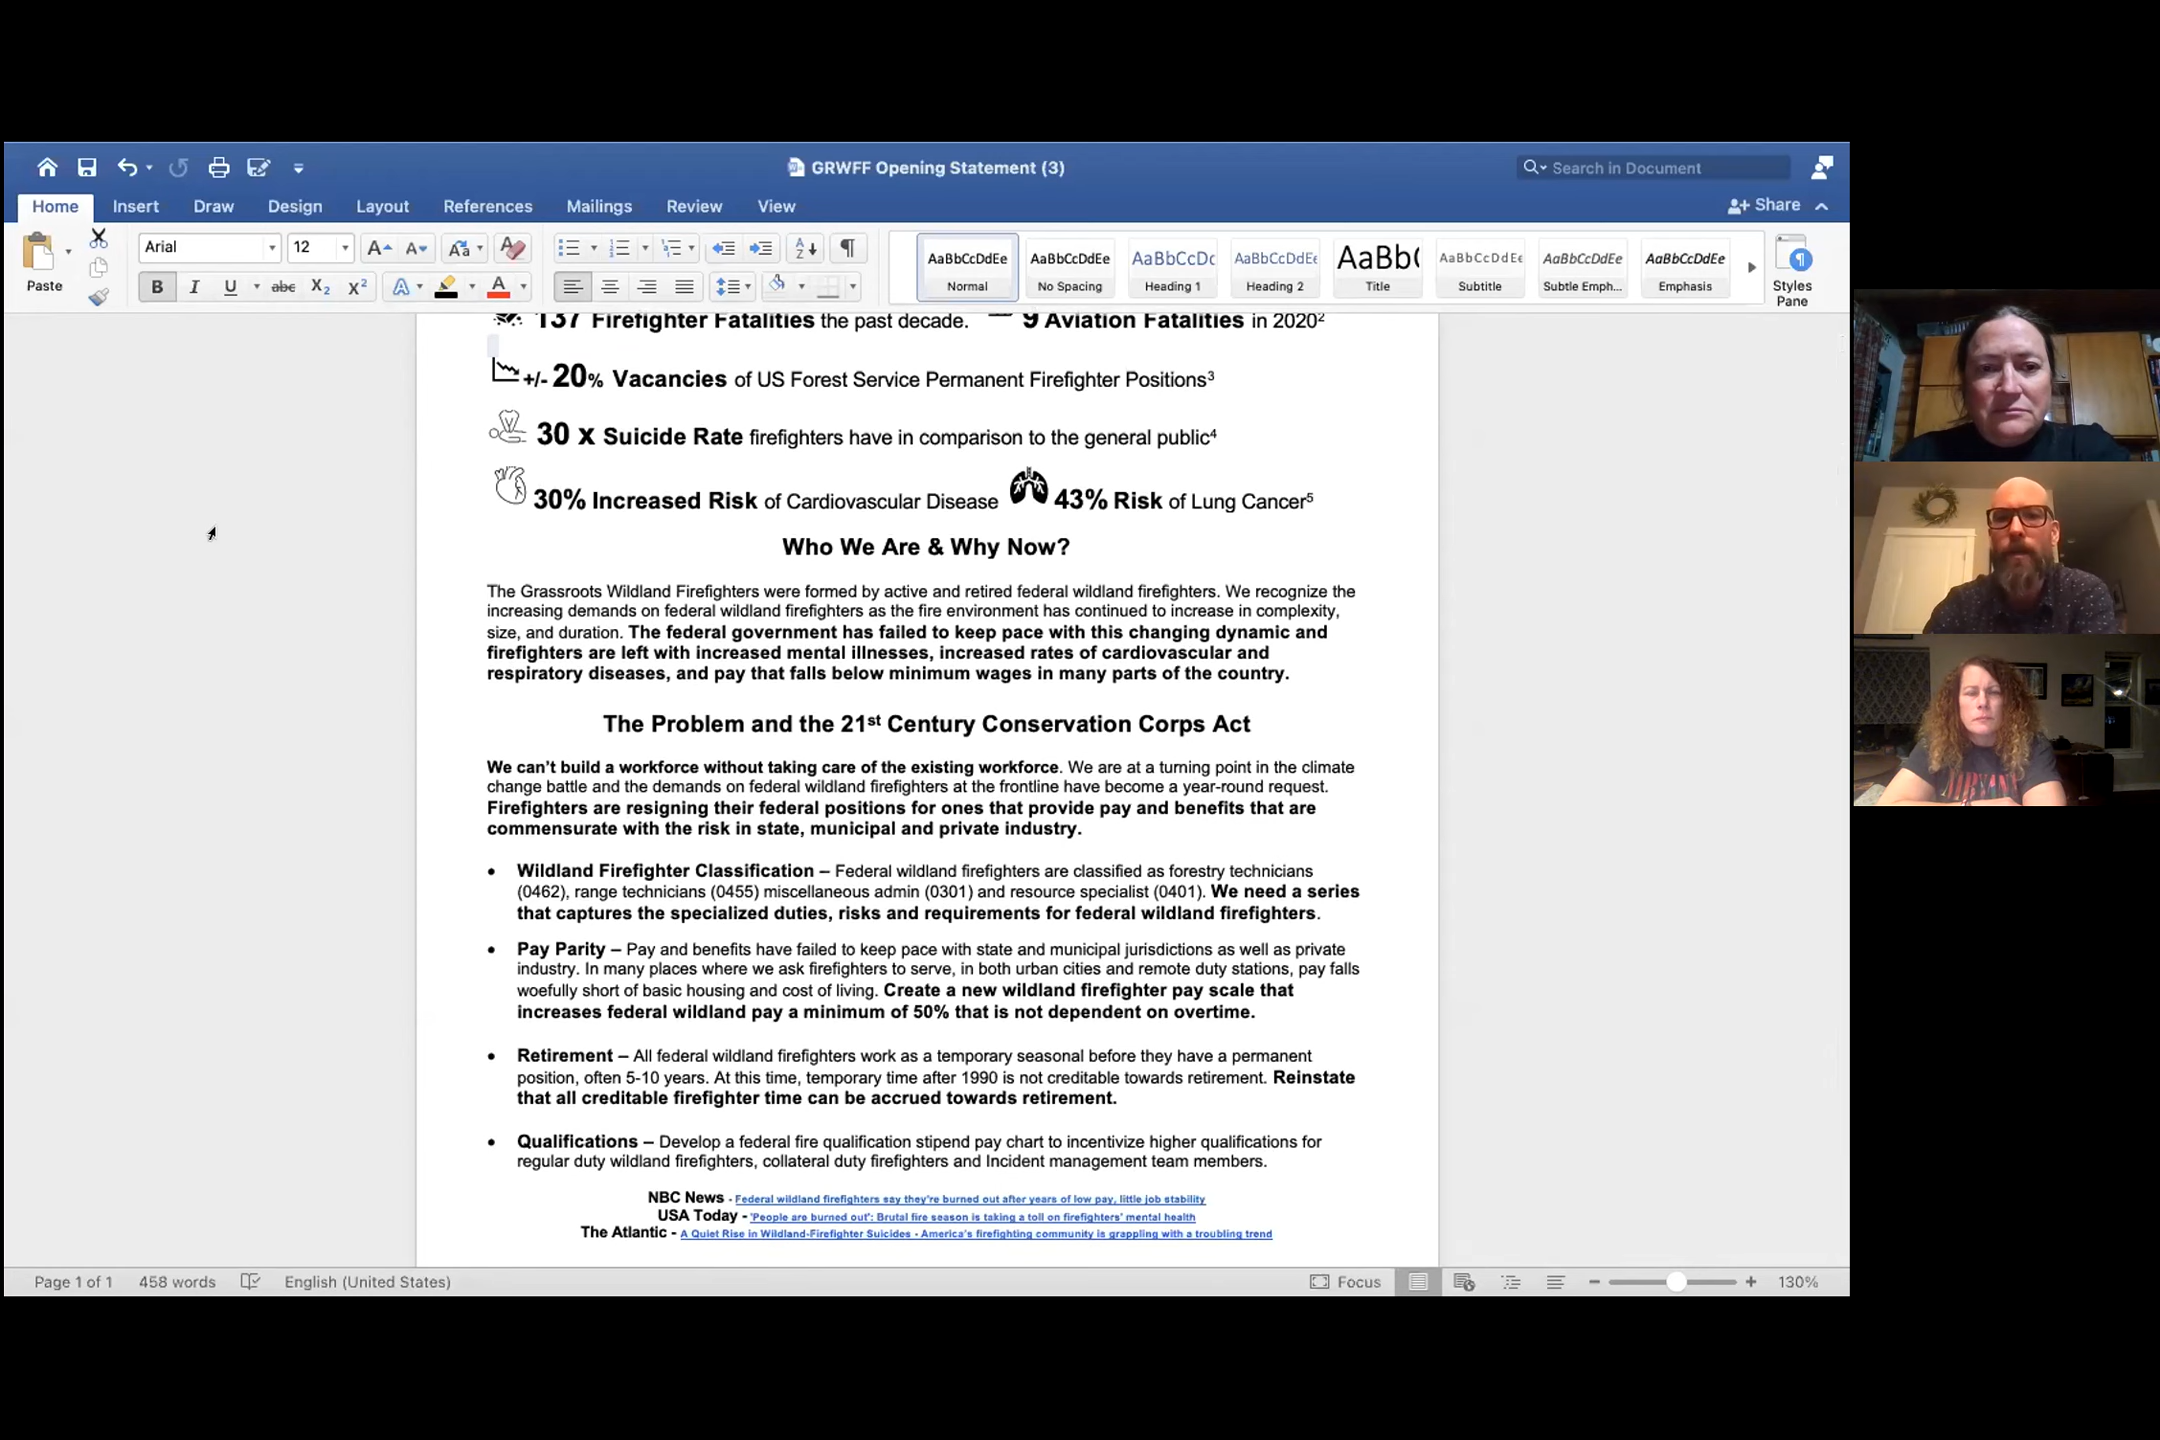 GRWFF Opening Statement (3)
Search in Document
Home Insert Draw Design Layout References Mailings Review View
Share
Paste
Arial 12
AaBbCcDdEe AaBbCcDdEe AaBbCcDc AaBbCcDdEe AaBb( AaBbCcDdEe AaBbCcDdEe AaBbCcDdEe
Normal No Spacing Heading 1 Heading 2 Title Subtitle Subtle Emph... Emphasis
Styles
Pane
137 Firefighter Fatalities the past decade. 9 Aviation Fatalities in 2020²
+/- 20% Vacancies of US Forest Service Permanent Firefighter Positions³
30 x Suicide Rate firefighters have in comparison to the general public⁴
30% Increased Risk of Cardiovascular Disease 43% Risk of Lung Cancer⁵
Who We Are & Why Now?
The Grassroots Wildland Firefighters were formed by active and retired federal wildland firefighters. We recognize the
increasing demands on federal wildland firefighters as the fire environment has continued to increase in complexity,
size, and duration. The federal government has failed to keep pace with this changing dynamic and
firefighters are left with increased mental illnesses, increased rates of cardiovascular and
respiratory diseases, and pay that falls below minimum wages in many parts of the country.
The Problem and the 21st Century Conservation Corps Act
We can't build a workforce without taking care of the existing workforce. We are at a turning point in the climate
change battle and the demands on federal wildland firefighters at the frontline have become a year-round request.
Firefighters are resigning their federal positions for ones that provide pay and benefits that are
commensurate with the risk in state, municipal and private industry.
• Wildland Firefighter Classification – Federal wildland firefighters are classified as forestry technicians
(0462), range technicians (0455) miscellaneous admin (0301) and resource specialist (0401). We need a series
that captures the specialized duties, risks and requirements for federal wildland firefighters.
• Pay Parity – Pay and benefits have failed to keep pace with state and municipal jurisdictions as well as private
industry. In many places where we ask firefighters to serve, in both urban cities and remote duty stations, pay falls
woefully short of basic housing and cost of living. Create a new wildland firefighter pay scale that
increases federal wildland pay a minimum of 50% that is not dependent on overtime.
• Retirement – All federal wildland firefighters work as a temporary seasonal before they have a permanent
position, often 5-10 years. At this time, temporary time after 1990 is not creditable towards retirement. Reinstate
that all creditable firefighter time can be accrued towards retirement.
• Qualifications – Develop a federal fire qualification stipend pay chart to incentivize higher qualifications for
regular duty wildland firefighters, collateral duty firefighters and Incident management team members.
NBC News - Federal wildland firefighters say they're burned out after years of low pay, little job stability
USA Today - 'People are burned out': Brutal fire season is taking a toll on firefighters' mental health
The Atlantic - A Quiet Rise in Wildland-Firefighter Suicides - America's firefighting community is grappling with a troubling trend
Page 1 of 1 458 words English (United States) Focus 130%